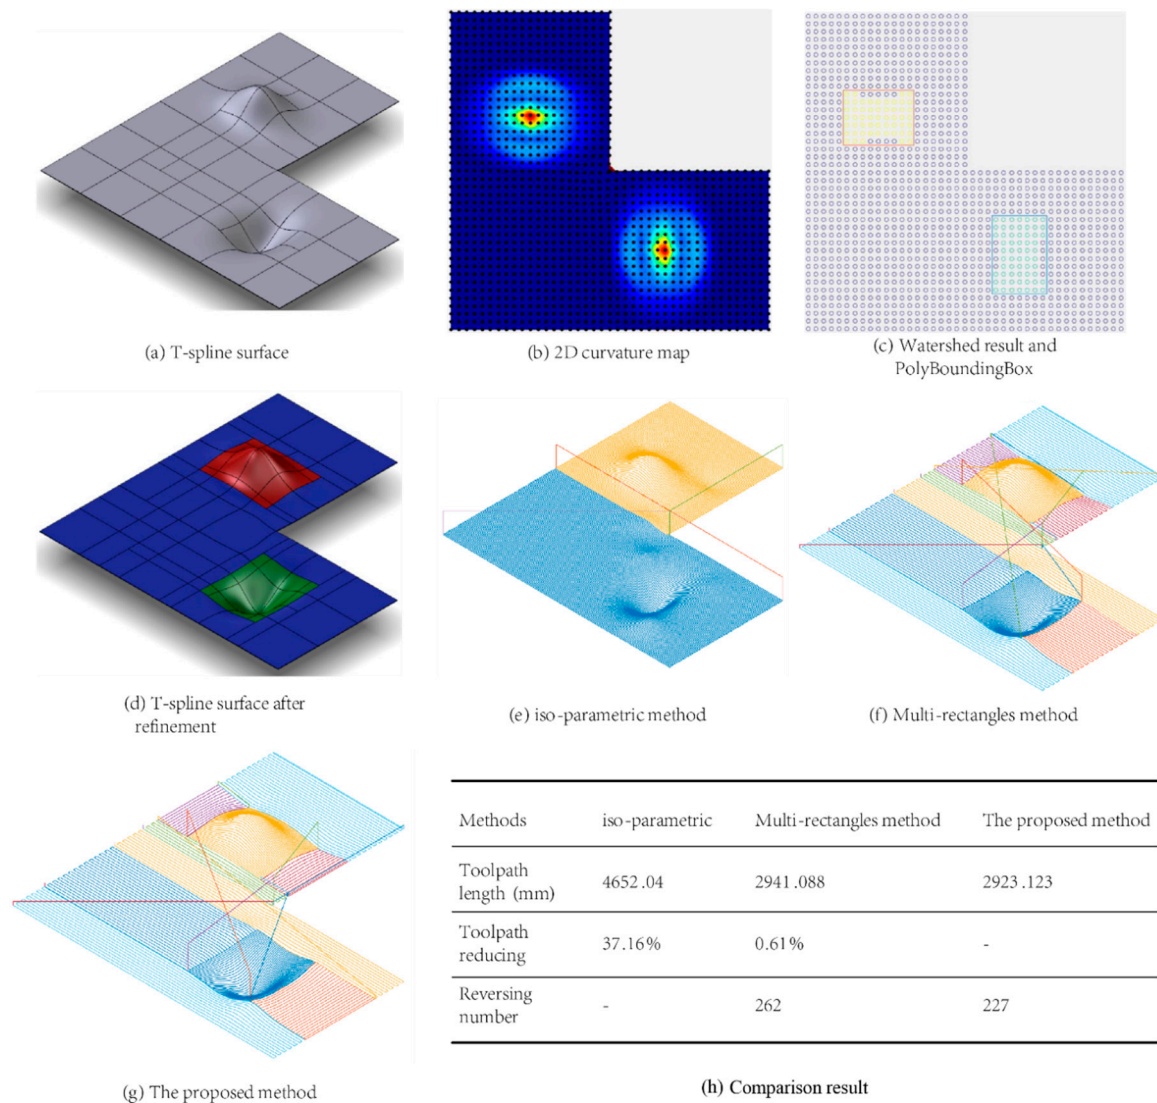 (a) T-spline surface
(b) 2D curvature map
(c) Watershed result and
PolyBoundingBox
(d) T-spline surface after
refinement
(e) iso-parametric method
(f) Multi-rectangles method
(g) The proposed method
Methods iso-parametric Multi-rectangles method The proposed method
Toolpath
length (mm) 4652.04 2941.088 2923.123
Toolpath
reducing 37.16% 0.61% -
Reversing
number - 262 227
(h) Comparison result